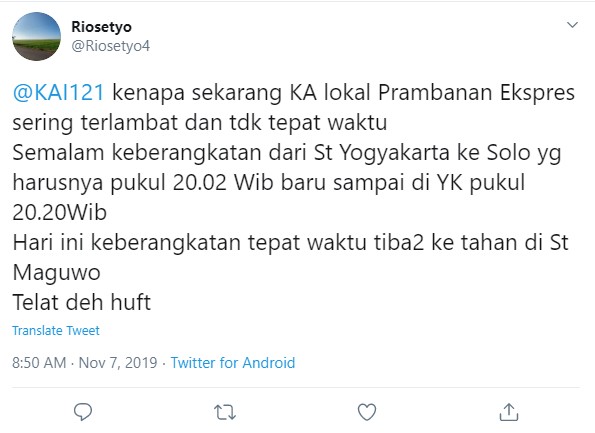 Riosetyo
@Riosetyo4
@KAI121 kenapa sekarang KA lokal Prambanan Ekspres
sering terlambat dan tdk tepat waktu
Semalam keberangkatan dari St Yogyakarta ke Solo yg
harusnya pukul 20.02 Wib baru sampai di YK pukul
20.20Wib
Hari ini keberangkatan tepat waktu tiba2 ke tahan di St
Maguwo
Telat deh huft
Translate Tweet
8:50 AM · Nov 7, 2019 · Twitter for Android